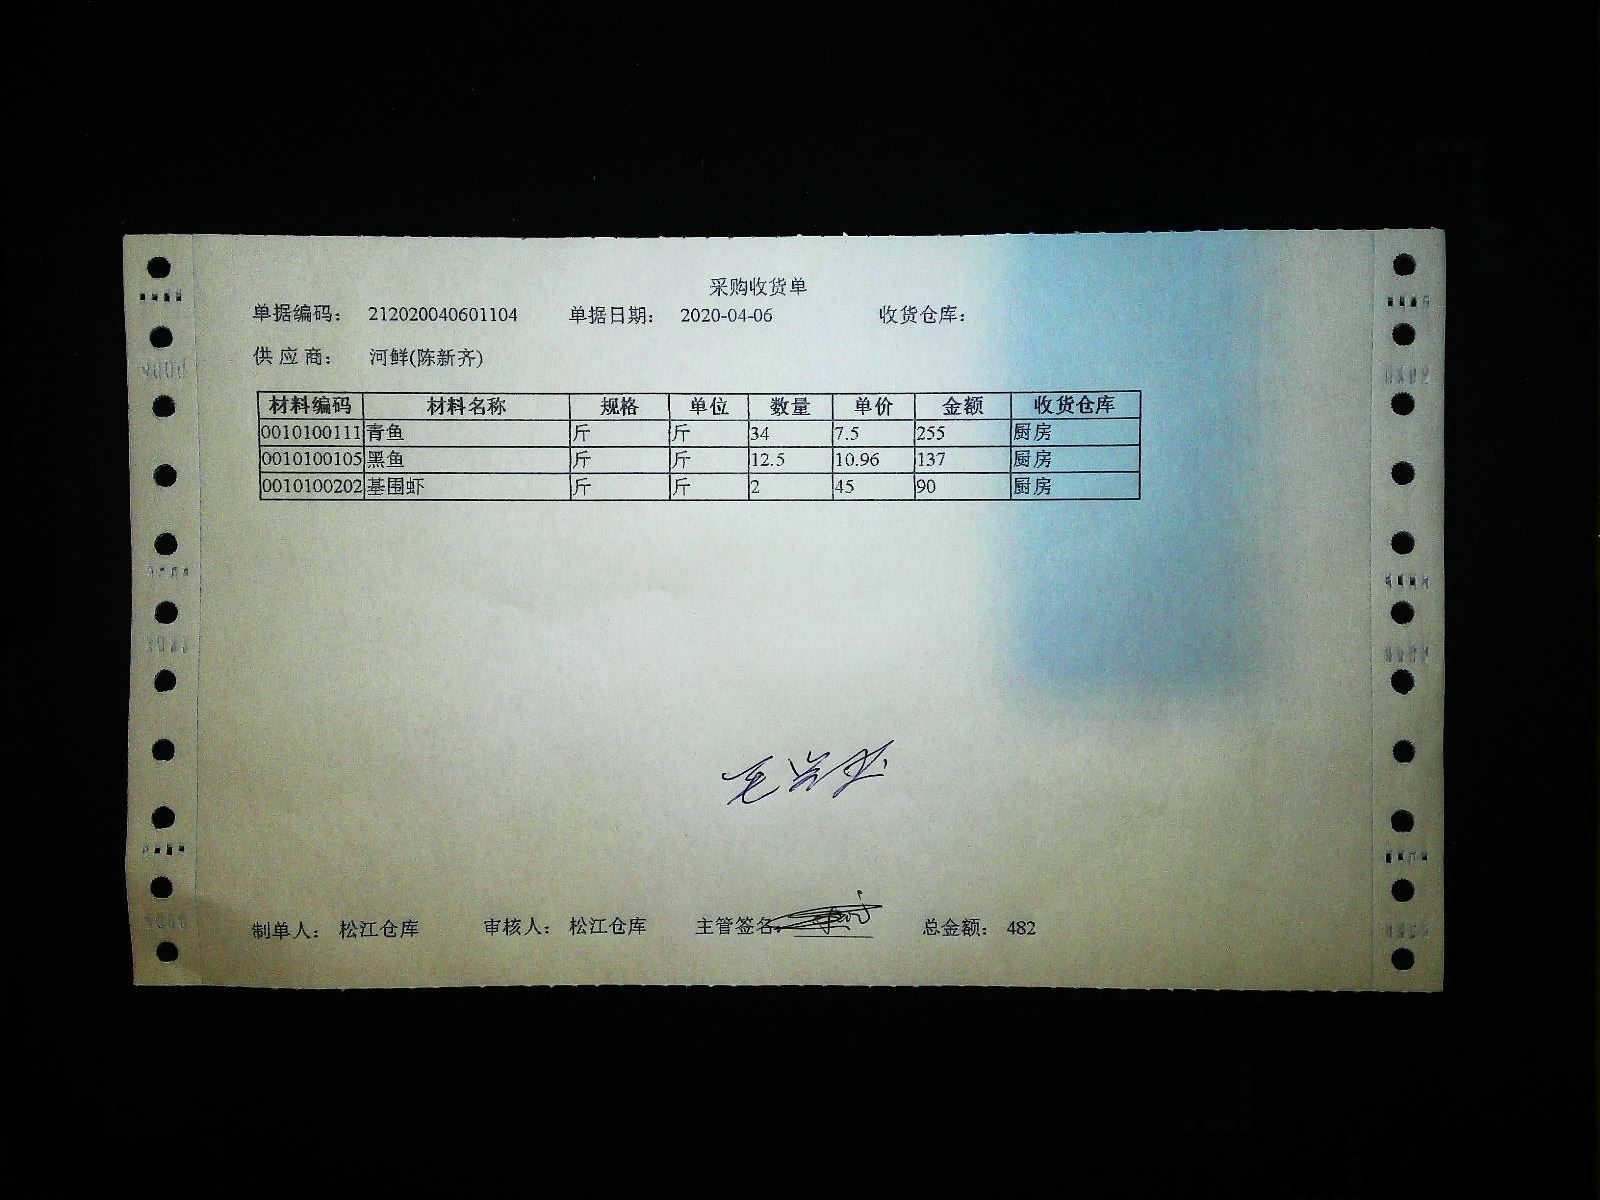 采购收货单
单据编码： 212020040601104 单据日期： 2020-04-06 收货仓库：
供 应 商： 河鲜(陈新齐)
材料编码 材料名称 规格 单位 数量 单价 金额 收货仓库
0010100111 青鱼 斤 斤 34 7.5 255 厨房
0010100105 黑鱼 斤 斤 12.5 10.96 137 厨房
0010100202 基围虾 斤 斤 2 45 90 厨房
制单人： 松江仓库 审核人： 松江仓库 主管签名 总金额： 482